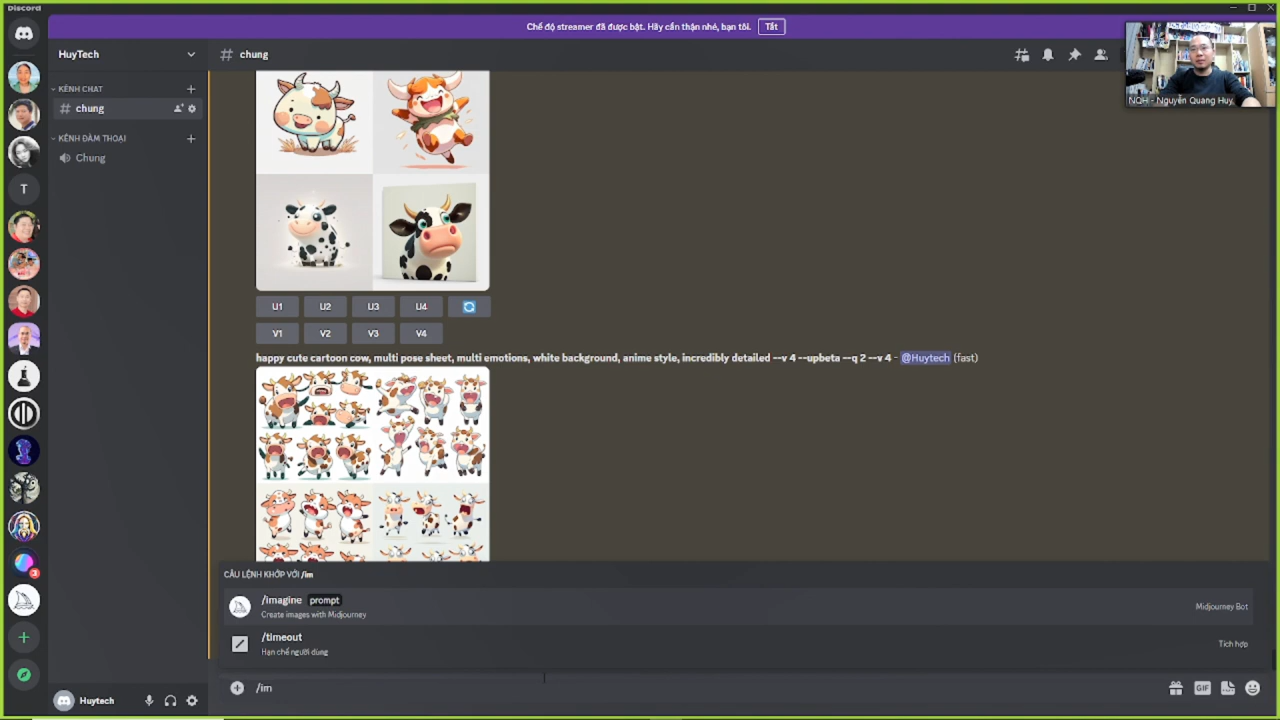 Discord
Chế độ streamer đã được bật. Hãy cẩn thận nhé, bạn tôi.
Tắt
HuyTech
chung
NQH - Nguyễn Quang Huy,
KÊNH CHAT
chung
KÊNH ĐÀM THOẠI
Chung
T
U1 U2 U3 U4
V1 V2 V3 V4
happy cute cartoon cow, multi pose sheet, multi emotions, white background, anime style, incredibly detailed --v 4 --upbeta --q 2 --v 4 - @Huytech (fast)
CÂU LỆNH KHỚP VỚI /im
/imagine prompt
Create images with Midjourney
Midjourney Bot
/timeout
Hạn chế người dùng
Tích hợp
3
/im
GIF
Huytech